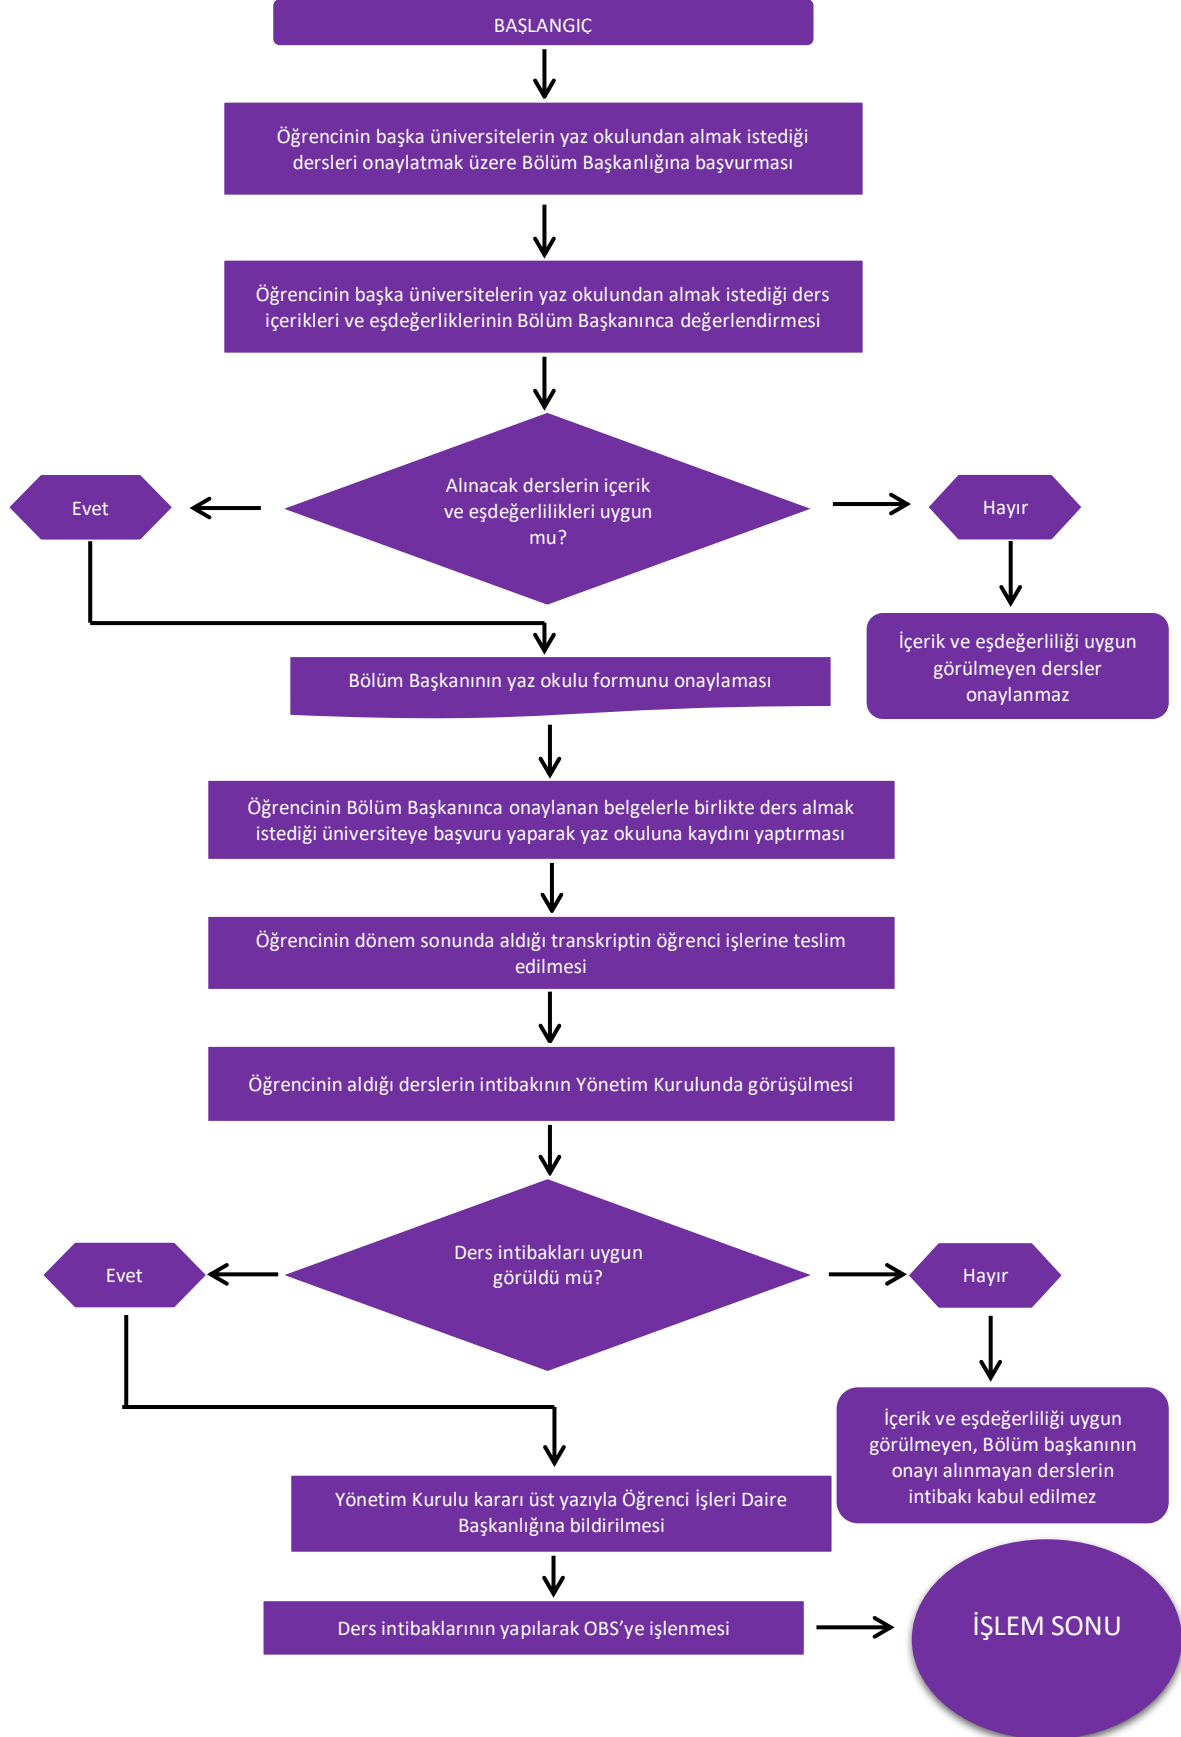 BAŞLANGIÇ
Öğrencinin başka üniversitelerin yaz okulundan almak istediği
dersleri onaylatmak üzere Bölüm Başkanlığına başvurması
Öğrencinin başka üniversitelerin yaz okulundan almak istediği ders
içerikleri ve eşdeğerliklerinin Bölüm Başkanınca değerlendirmesi
Alınacak derslerin içerik
ve eşdeğerlilikleri uygun
mu?
Evet
Hayır
İçerik ve eşdeğerliliği uygun
görülmeyen dersler
onaylanmaz
Bölüm Başkanının yaz okulu formunu onaylaması
Öğrencinin Bölüm Başkanınca onaylanan belgelerle birlikte ders almak
istediği üniversiteye başvuru yaparak yaz okuluna kaydını yaptırması
Öğrencinin dönem sonunda aldığı transkriptin öğrenci işlerine teslim
edilmesi
Öğrencinin aldığı derslerin intibakının Yönetim Kurulunda görüşülmesi
Ders intibakları uygun
görüldü mü?
Evet
Hayır
İçerik ve eşdeğerliliği uygun
görülmeyen, Bölüm başkanının
onayı alınmayan derslerin
intibakı kabul edilmez
Yönetim Kurulu kararı üst yazıyla Öğrenci İşleri Daire
Başkanlığına bildirilmesi
Ders intibaklarının yapılarak OBS’ye işlenmesi
İŞLEM SONU